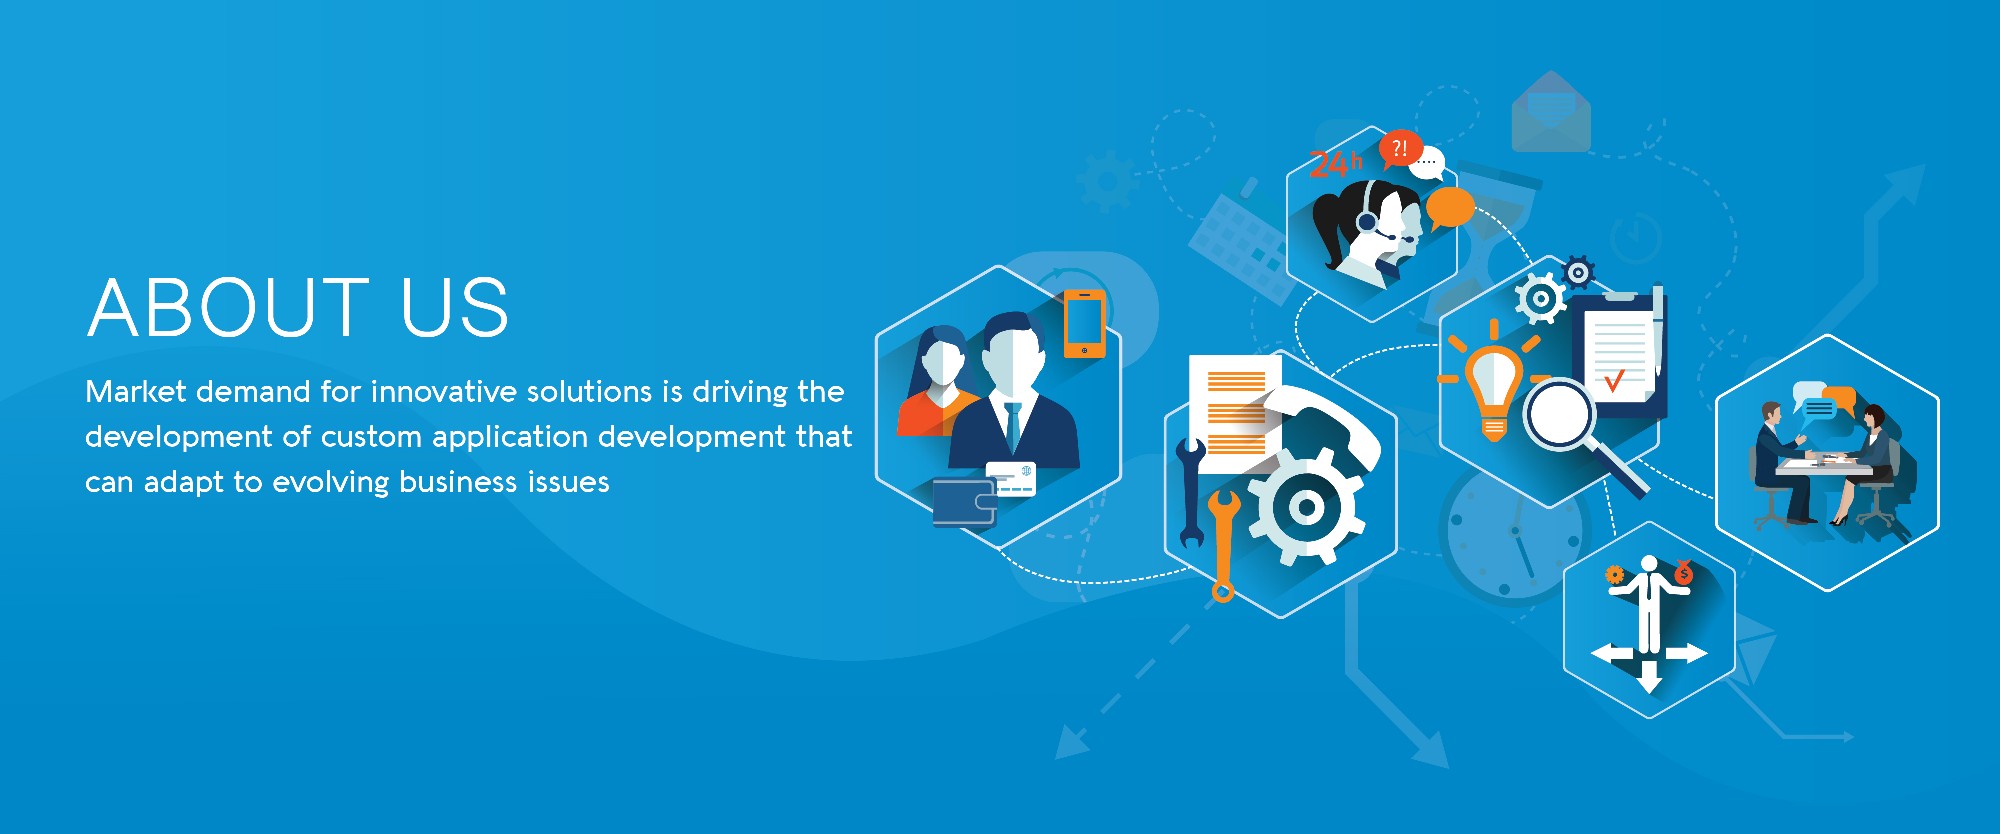 ABOUT US
Market demand for innovative solutions is driving the
development of custom application development that
can adapt to evolving business issues
24h
?!
....
$